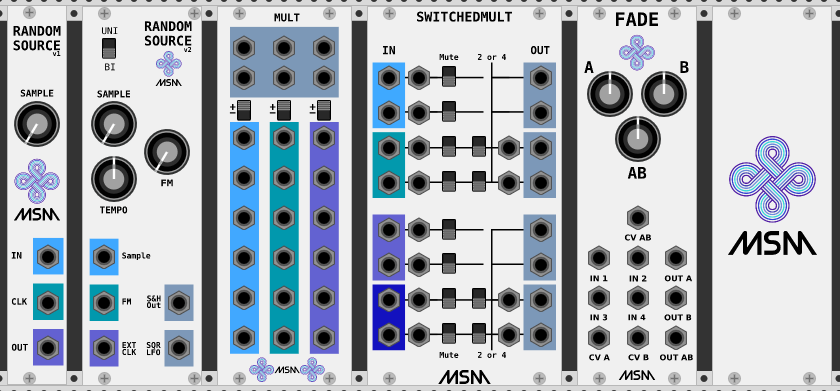 RANDOM
SOURCE
v1
SAMPLE
MSM
IN
CLK
OUT
UNI
BI
RANDOM
SOURCE
v2
MSM
SAMPLE
FM
TEMPO
Sample
FM
S&H
Out
EXT
CLK
SQR
LFO
MULT
+
−
+
−
+
−
MSM
SWITCHEDMULT
IN
Mute
2 or 4
OUT
Mute
2 or 4
MSM
FADE
A
B
AB
CV AB
IN 1
IN 2
OUT A
IN 3
IN 4
OUT B
CV A
CV B
OUT AB
MSM
MSM